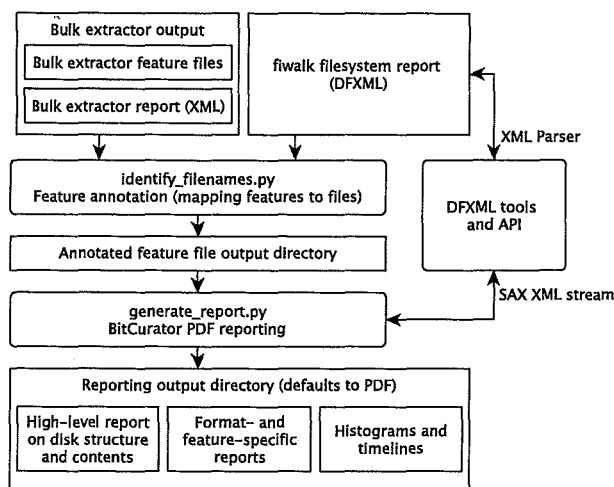 Bulk extractor output
Bulk extractor feature files
Bulk extractor report (XML)
fiwalk filesystem report
(DFXML)
XML Parser
identify_filenames.py
Feature annotation (mapping features to files)
DFXML tools
and API
Annotated feature file output directory
SAX XML stream
generate_report.py
BitCurator PDF reporting
Reporting output directory (defaults to PDF)
High-level report
on disk structure
and contents
Format- and
feature-specific
reports
Histograms and
timelines